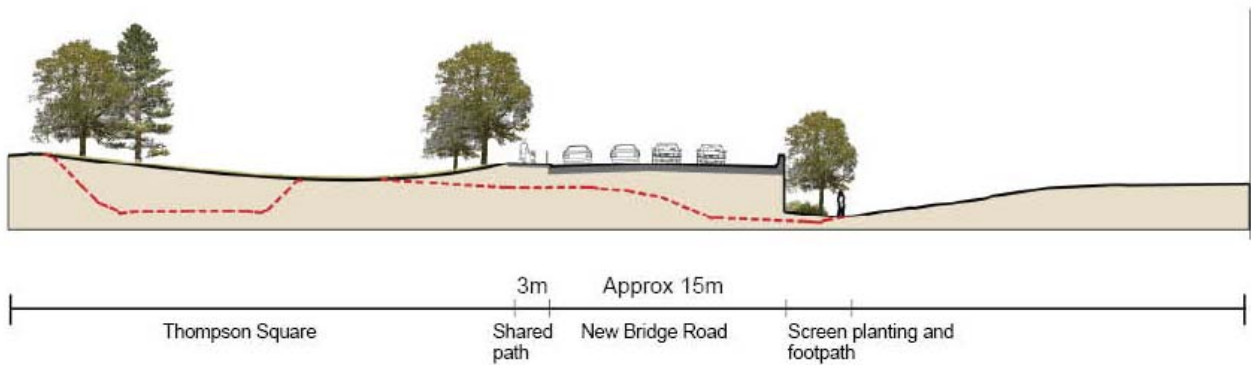 3m
Approx 15m
Thompson Square
Shared
path
New Bridge Road
Screen planting and
footpath